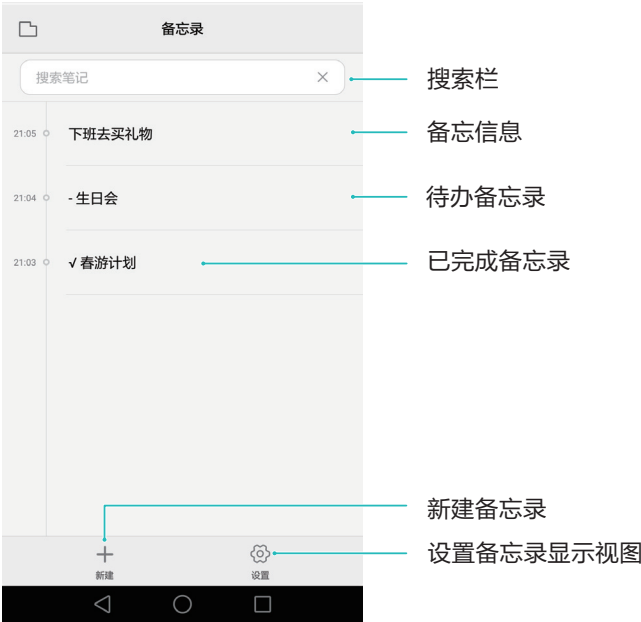 备忘录
搜索笔记
搜索栏
21:05 下班去买礼物
备忘信息
21:04 - 生日会
待办备忘录
21:03 √ 春游计划
已完成备忘录
新建备忘录
设置备忘录显示视图
新建
设置